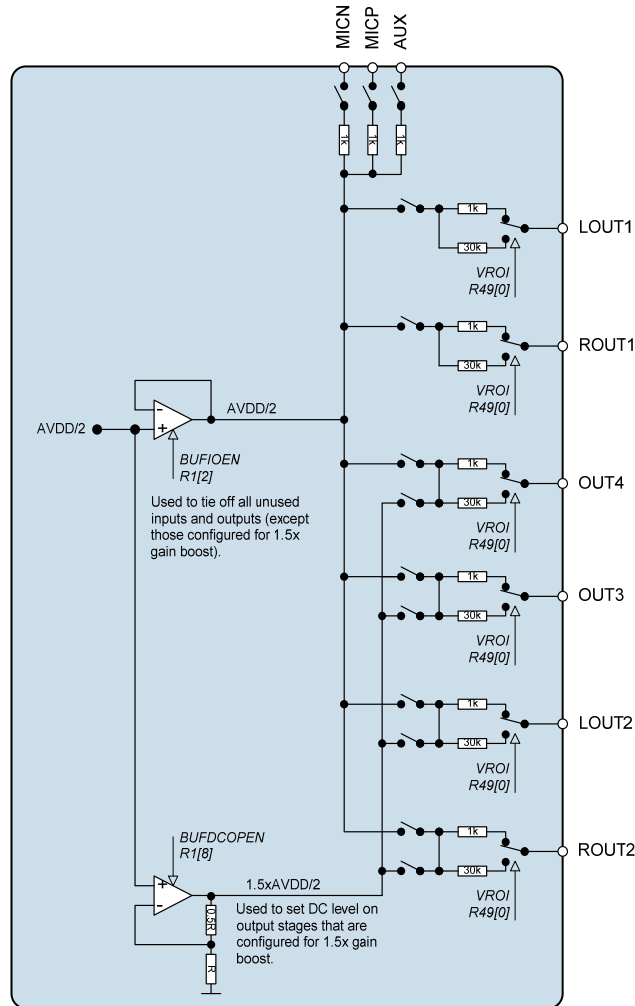 MICN
MICP
AUX
1k
1k
1k
1k
30k
LOUT1
VROI
R49[0]
1k
30k
ROUT1
VROI
R49[0]
AVDD/2
-
+
AVDD/2
BUFIOEN
R1[2]
Used to tie off all unused
inputs and outputs (except
those configured for 1.5x
gain boost).
1k
30k
OUT4
VROI
R49[0]
1k
30k
OUT3
VROI
R49[0]
1k
30k
LOUT2
VROI
R49[0]
1k
30k
ROUT2
VROI
R49[0]
BUFDCOPEN
R1[8]
+
-
1.5xAVDD/2
0.5R
R
Used to set DC level on
output stages that are
configured for 1.5x gain
boost.